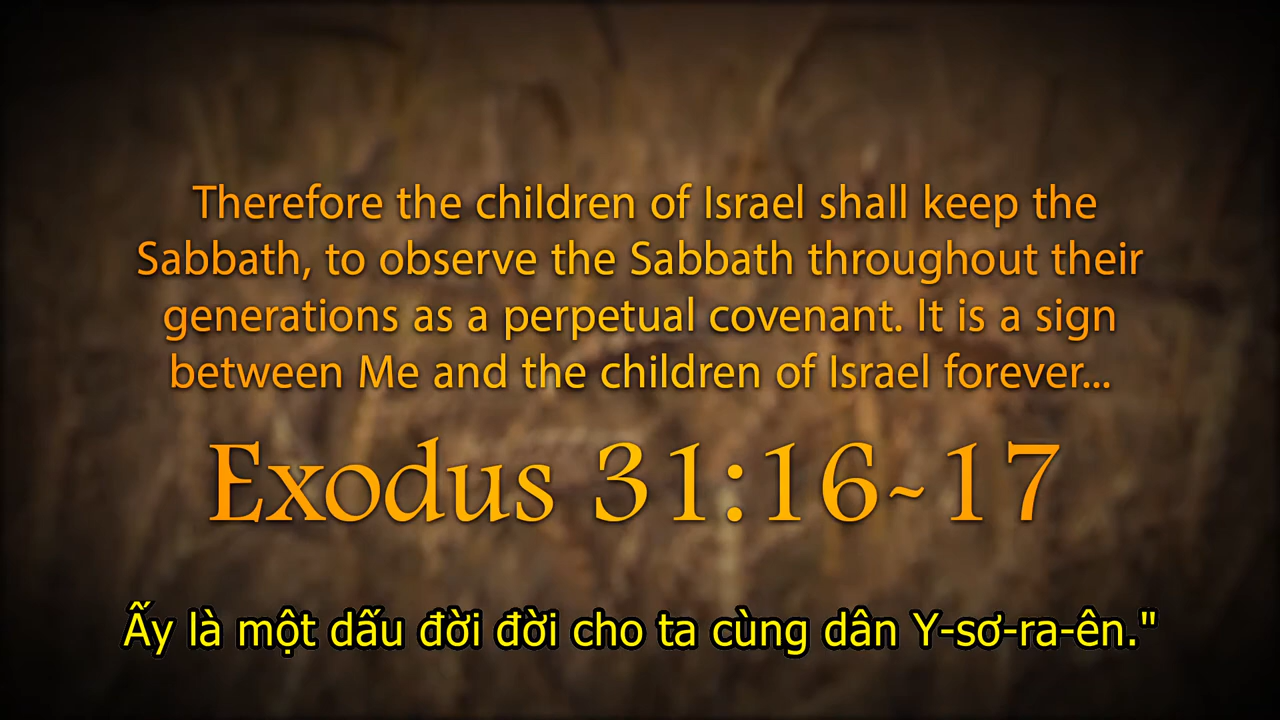 Therefore the children of Israel shall keep the
Sabbath, to observe the Sabbath throughout their
generations as a perpetual covenant. It is a sign
between Me and the children of Israel forever...
Exodus 31:16~17
Ấy là một dấu đời đời cho ta cùng dân Y-sơ-ra-ên."